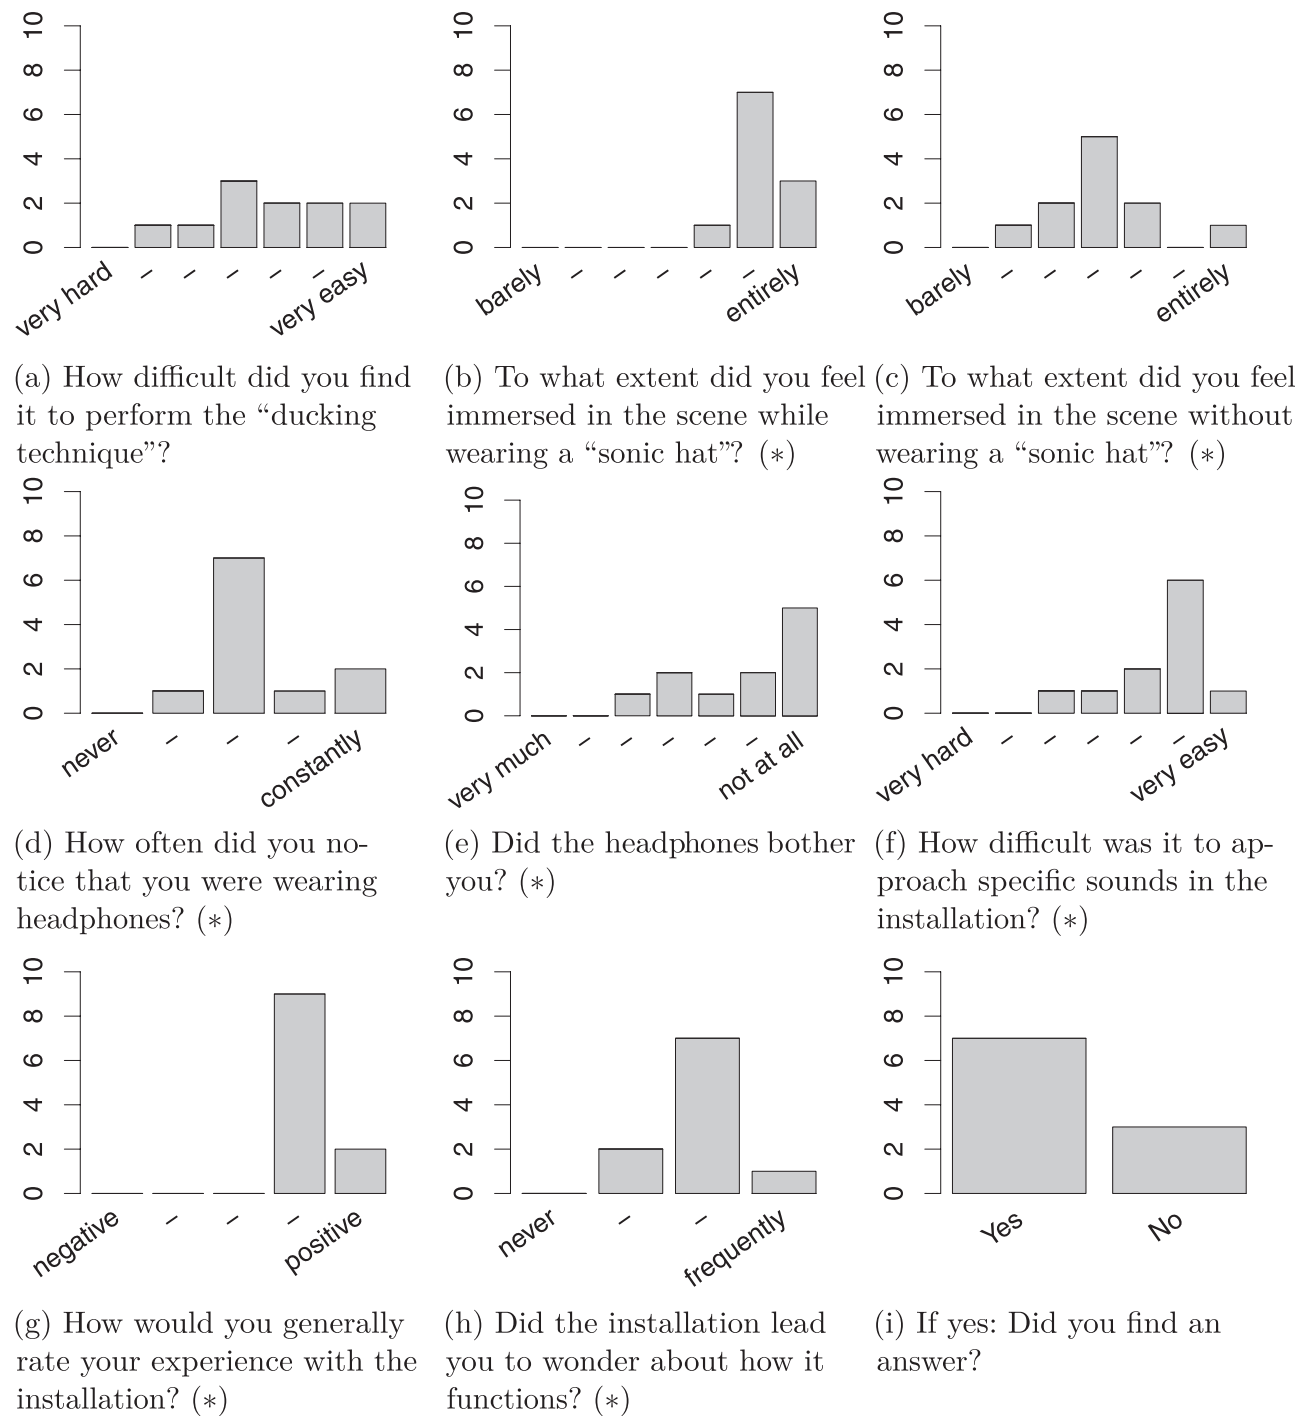 10
8
6
4
2
0
very hard – – – – – very easy
(a) How difficult did you find
it to perform the “ducking
technique”?
10
8
6
4
2
0
barely – – – – – entirely
(b) To what extent did you feel
immersed in the scene while
wearing a “sonic hat”? (∗)
10
8
6
4
2
0
barely – – – – – entirely
(c) To what extent did you feel
immersed in the scene without
wearing a “sonic hat”? (∗)
10
8
6
4
2
0
never – – – constantly
(d) How often did you no-
tice that you were wearing
headphones? (∗)
10
8
6
4
2
0
very much – – – – – not at all
(e) Did the headphones bother
you? (∗)
10
8
6
4
2
0
very hard – – – – – very easy
(f) How difficult was it to ap-
proach specific sounds in the
installation? (∗)
10
8
6
4
2
0
negative – – – positive
(g) How would you generally
rate your experience with the
installation? (∗)
10
8
6
4
2
0
never – – frequently
(h) Did the installation lead
you to wonder about how it
functions? (∗)
10
8
6
4
2
0
Yes No
(i) If yes: Did you find an
answer?